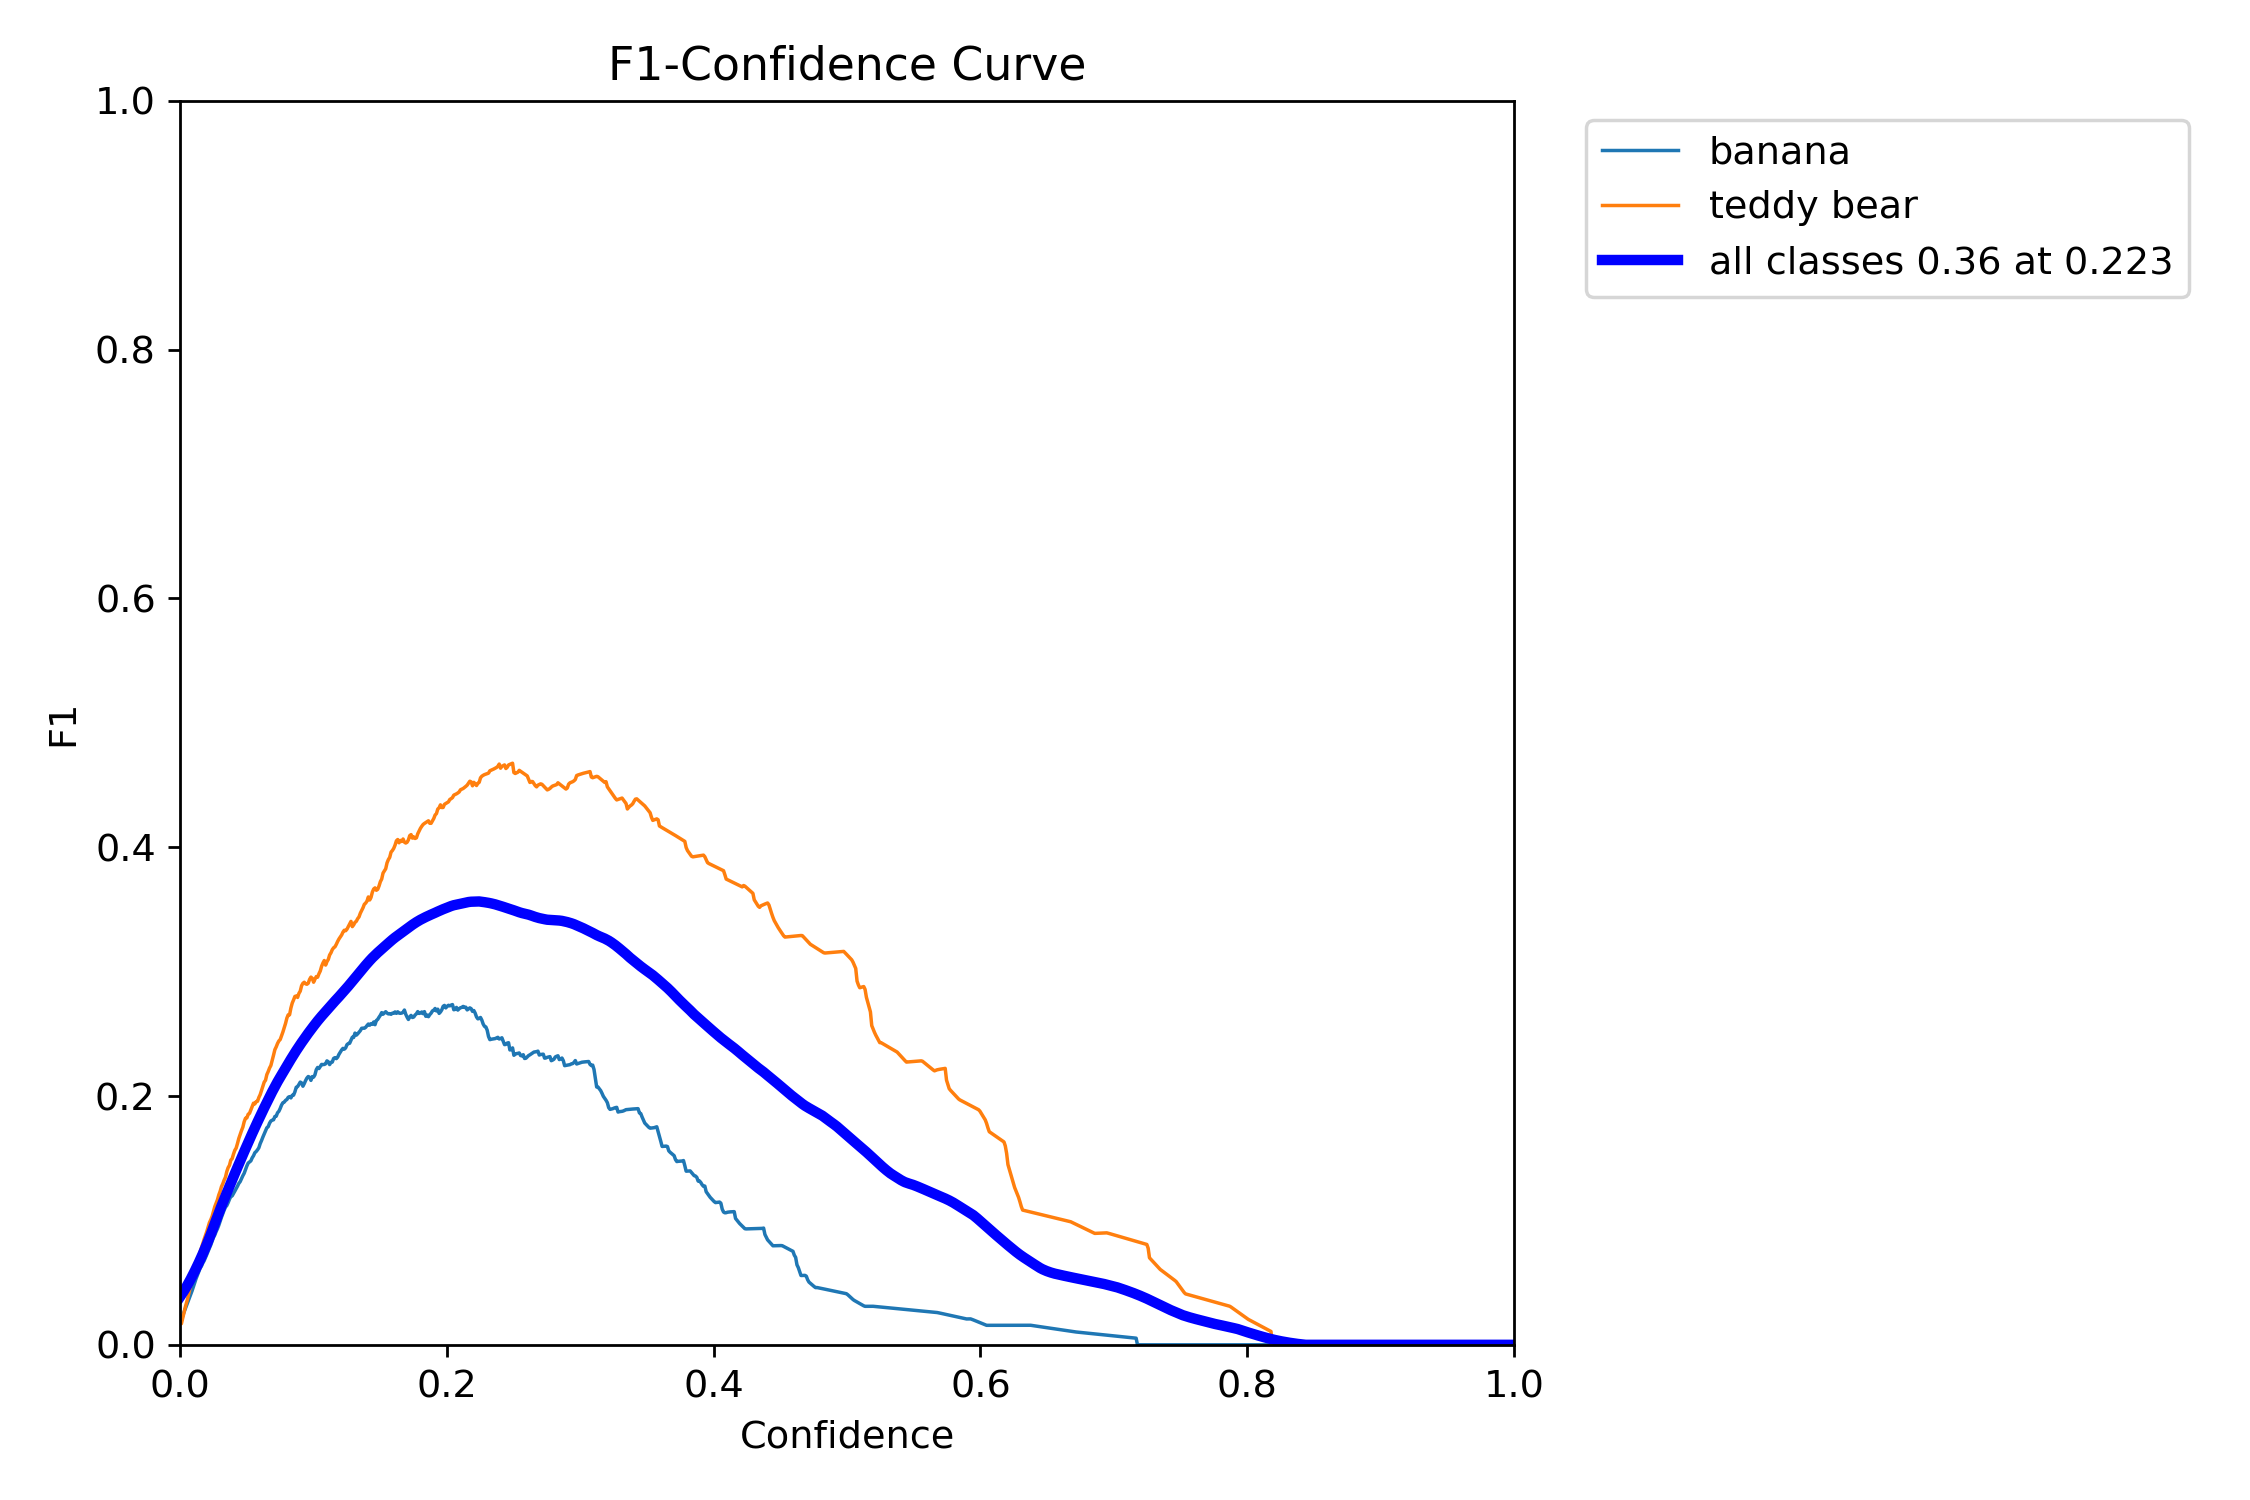 F1-Confidence Curve
1.0
0.8
0.6
0.4
0.2
0.0
F1
0.0 0.2 0.4 0.6 0.8 1.0
Confidence
banana
teddy bear
all classes 0.36 at 0.223